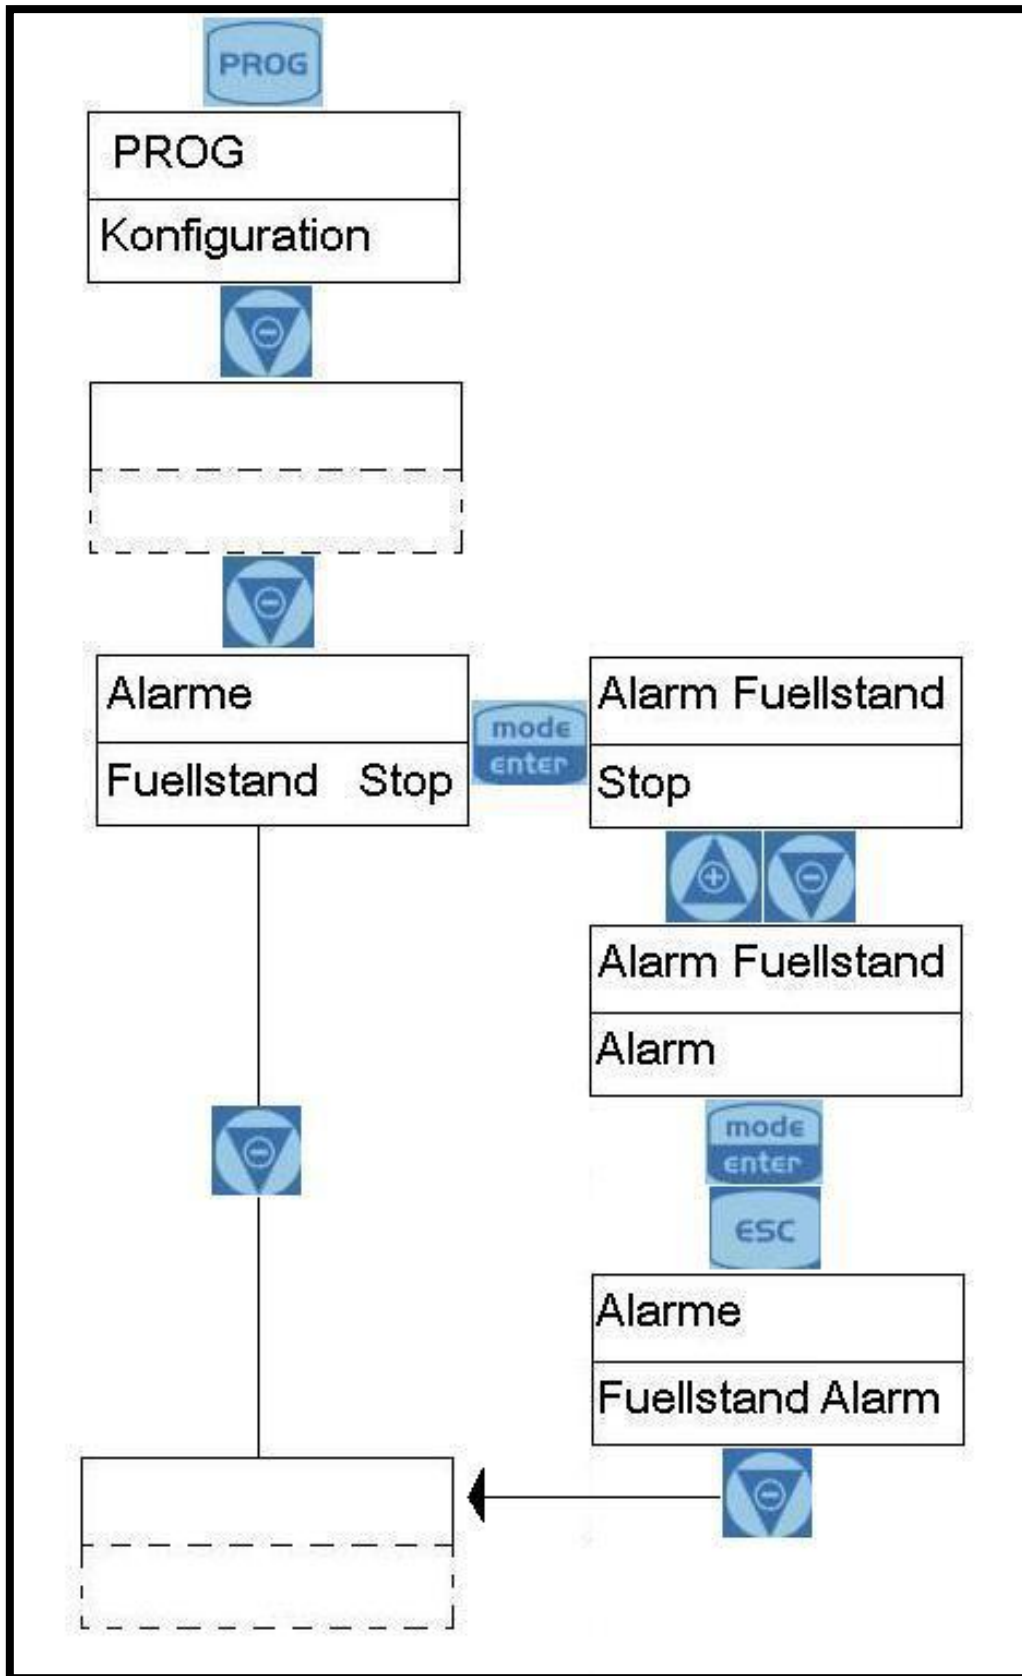 PROG
PROG
Konfiguration
Alarme
Fuellstand Stop
mode
enter
Alarm Fuellstand
Stop
Alarm Fuellstand
Alarm
mode
enter
ESC
Alarme
Fuellstand Alarm